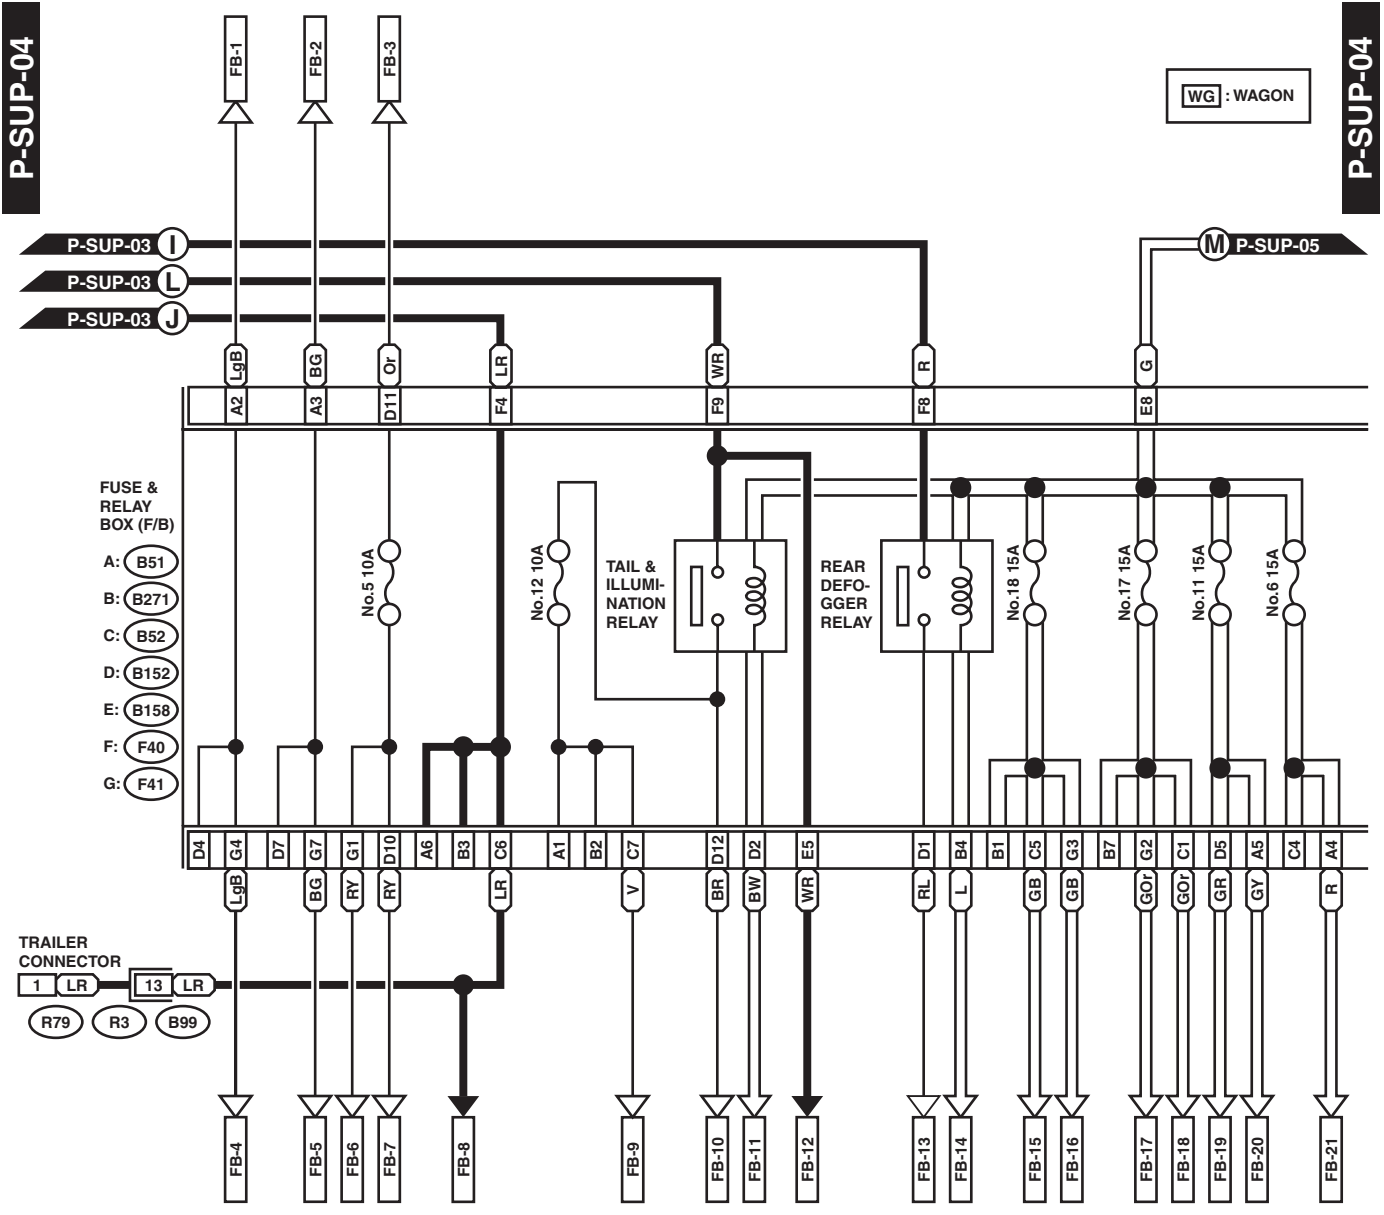 P-SUP-04
P-SUP-04
FB-1
FB-2
FB-3
WG : WAGON
P-SUP-03 I
M P-SUP-05
P-SUP-03 L
P-SUP-03 J
LgB
BG
Or
LR
WR
R
G
A2
A3
D11
F4
F9
F8
E8
FUSE &
RELAY
BOX (F/B)
A: B51
B: B271
C: B52
D: B152
E: B158
F: F40
G: F41
No.5 10A
No.12 10A
TAIL &
ILLUMI-
NATION
RELAY
REAR
DEFO-
GGER
RELAY
No.18 15A
No.17 15A
No.11 15A
No.6 15A
D4
G4
D7
G7
G1
D10
A6
B3
C6
A1
B2
C7
D12
D2
E5
D1
B4
B1
C5
G3
B7
G2
C1
D5
A5
C4
A4
LgB
BG
RY
RY
LR
V
BR
BW
WR
RL
L
GB
GB
GOr
GOr
GR
GY
R
TRAILER
CONNECTOR
1 LR 13 LR
R79 R3 B99
FB-4
FB-5
FB-6
FB-7
FB-8
FB-9
FB-10
FB-11
FB-12
FB-13
FB-14
FB-15
FB-16
FB-17
FB-18
FB-19
FB-20
FB-21